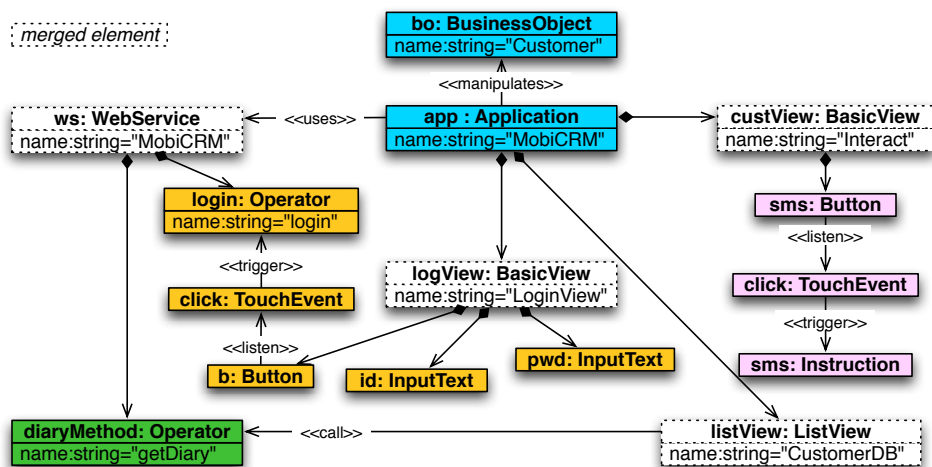 merged element
bo: BusinessObject
name:string="Customer"
<<manipulates>>
ws: WebService
name:string="MobiCRM"
<<uses>>
app : Application
name:string="MobiCRM"
custView: BasicView
name:string="Interact"
login: Operator
name:string="login"
sms: Button
<<listen>>
<<trigger>>
logView: BasicView
name:string="LoginView"
click: TouchEvent
click: TouchEvent
<<trigger>>
<<listen>>
b: Button
id: InputText
pwd: InputText
sms: Instruction
diaryMethod: Operator
name:string="getDiary"
<<call>>
listView: ListView
name:string="CustomerDB"